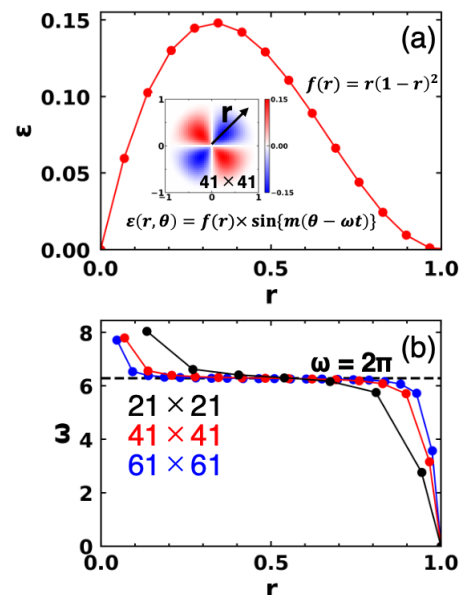 0.15
(a)
f(r) = r(1 − r)²
0.10
ε
1
0.15
r
0
0.00
0.05
41×41
-1
-0.15
-1
0
1
ε(r, θ) = f(r)× sin{m(θ − ωt)}
0.00
0.0
0.5
1.0
r
8
(b)
ω = 2π
6
21×21
ω
4
41×41
61×61
2
0
0.0
0.5
1.0
r